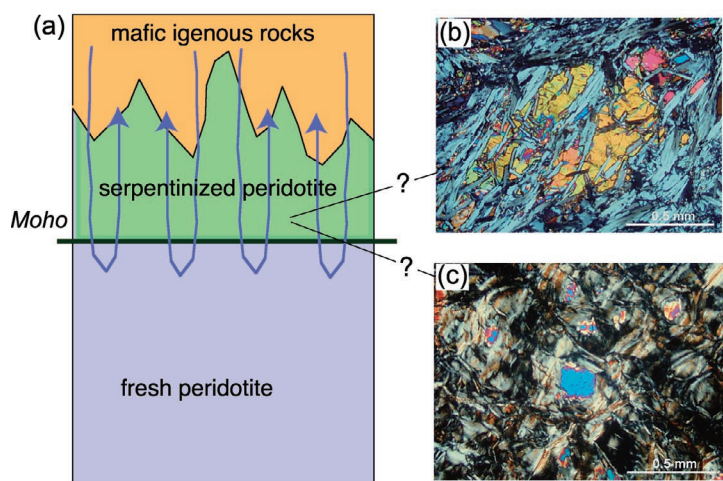 (a)
mafic igenous rocks
serpentinized peridotite
Moho
fresh peridotite
?
?
(b)
0.5 mm
(c)
0.5 mm